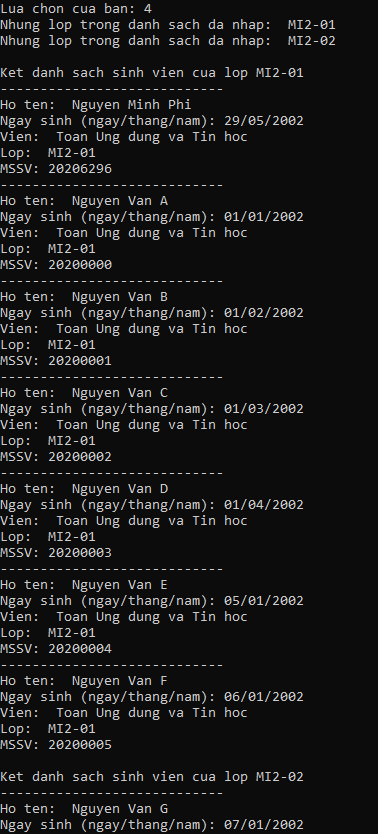 Lua chon cua ban: 4
Nhung lop trong danh sach da nhap:  MI2-01
Nhung lop trong danh sach da nhap:  MI2-02
Ket danh sach sinh vien cua lop MI2-01
----------------------------
Ho ten:  Nguyen Minh Phi
Ngay sinh (ngay/thang/nam): 29/05/2002
Vien:  Toan Ung dung va Tin hoc
Lop:  MI2-01
MSSV: 20206296
----------------------------
Ho ten:  Nguyen Van A
Ngay sinh (ngay/thang/nam): 01/01/2002
Vien:  Toan Ung dung va Tin hoc
Lop:  MI2-01
MSSV: 20200000
----------------------------
Ho ten:  Nguyen Van B
Ngay sinh (ngay/thang/nam): 01/02/2002
Vien:  Toan Ung dung va Tin hoc
Lop:  MI2-01
MSSV: 20200001
----------------------------
Ho ten:  Nguyen Van C
Ngay sinh (ngay/thang/nam): 01/03/2002
Vien:  Toan Ung dung va Tin hoc
Lop:  MI2-01
MSSV: 20200002
----------------------------
Ho ten:  Nguyen Van D
Ngay sinh (ngay/thang/nam): 01/04/2002
Vien:  Toan Ung dung va Tin hoc
Lop:  MI2-01
MSSV: 20200003
----------------------------
Ho ten:  Nguyen Van E
Ngay sinh (ngay/thang/nam): 05/01/2002
Vien:  Toan Ung dung va Tin hoc
Lop:  MI2-01
MSSV: 20200004
----------------------------
Ho ten:  Nguyen Van F
Ngay sinh (ngay/thang/nam): 06/01/2002
Vien:  Toan Ung dung va Tin hoc
Lop:  MI2-01
MSSV: 20200005
Ket danh sach sinh vien cua lop MI2-02
----------------------------
Ho ten:  Nguyen Van G
Ngay sinh (ngay/thang/nam): 07/01/2002